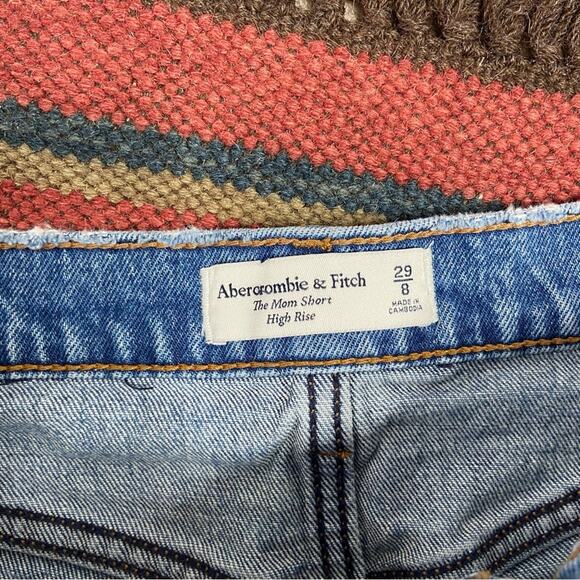 Abercrombie & Fitch
The Mom Short
High Rise
29
8
MADE IN
CAMBODIA